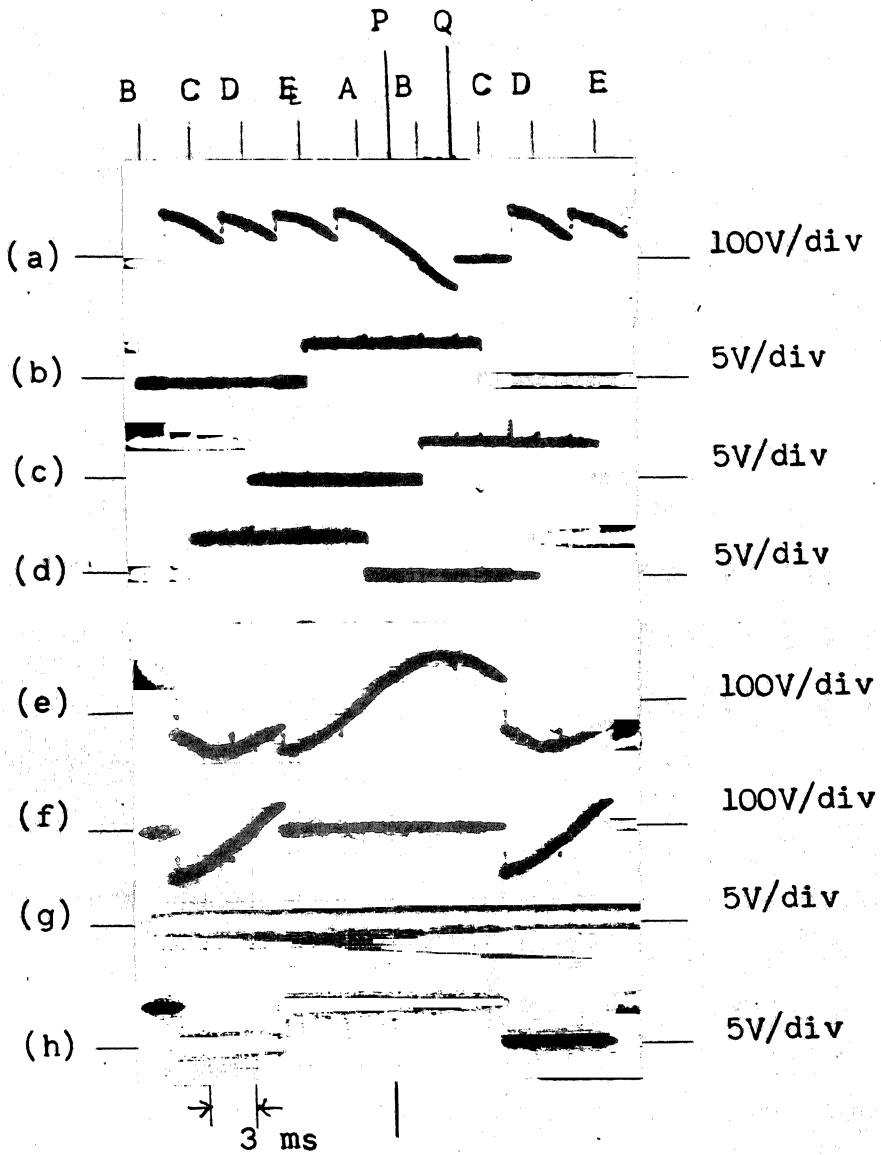 P Q
B C D E A B C D E
(a) 100V/div
(b) 5V/div
(c) 5V/div
(d) 5V/div
(e) 100V/div
(f) 100V/div
(g) 5V/div
(h) 5V/div
3 ms